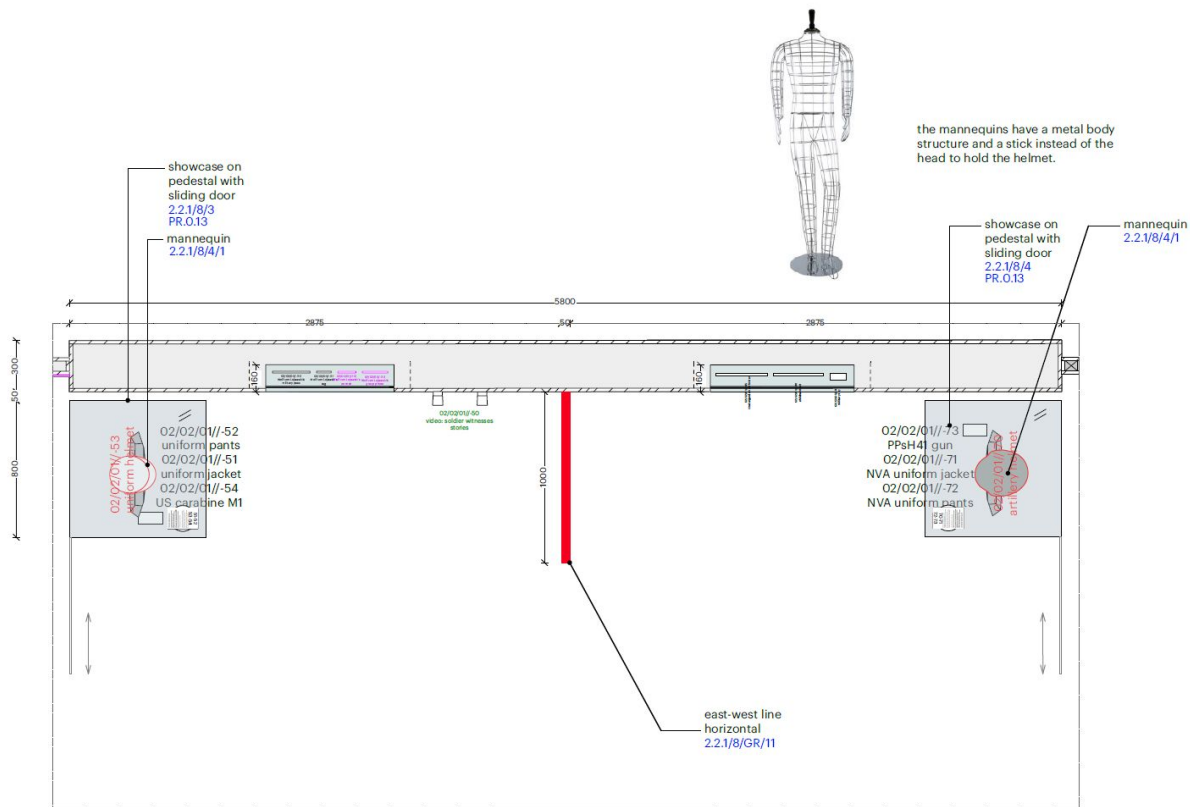 the mannequins have a metal body
structure and a stick instead of the
head to hold the helmet.
showcase on
pedestal with
sliding door
2.2.1/8/3
PR.0.13
mannequin
2.2.1/8/4/1
showcase on
pedestal with
sliding door
2.2.1/8/4
PR.0.13
mannequin
2.2.1/8/4/1
5800
2875
50
2875
300
50
800
160
160
1000
02/02/01//-50
video: soldier witnesses
stories
02/02/01//-53
uniform helmet
02/02/01//-52
uniform pants
02/02/01//-51
uniform jacket
02/02/01//-54
US carabine M1
02/02/01//-73
PPsH41 gun
02/02/01//-71
NVA uniform jacket
02/02/01//-72
NVA uniform pants
artillery helmet
east-west line
horizontal
2.2.1/8/GR/11